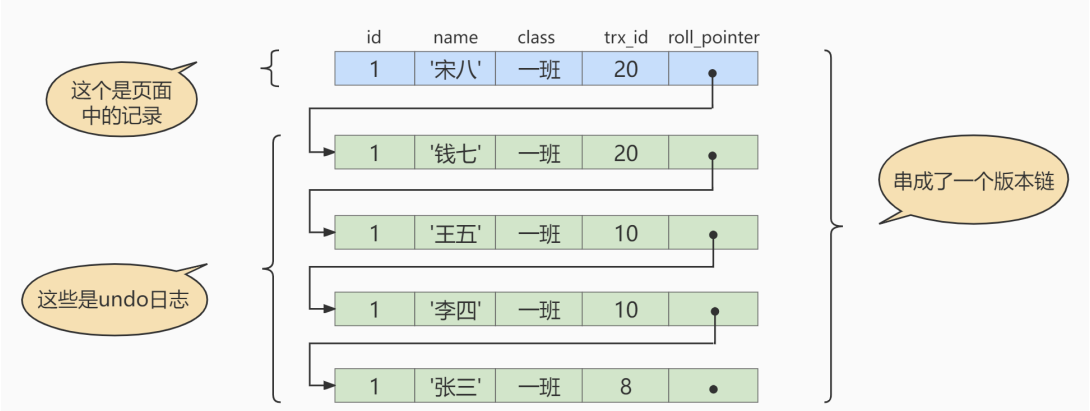 id name class trx_id roll_pointer
1 '宋八' 一班 20
这个是页面
中的记录
1 '钱七' 一班 20
串成了一个版本链
1 '王五' 一班 10
这些是undo日志
1 '李四' 一班 10
1 '张三' 一班 8